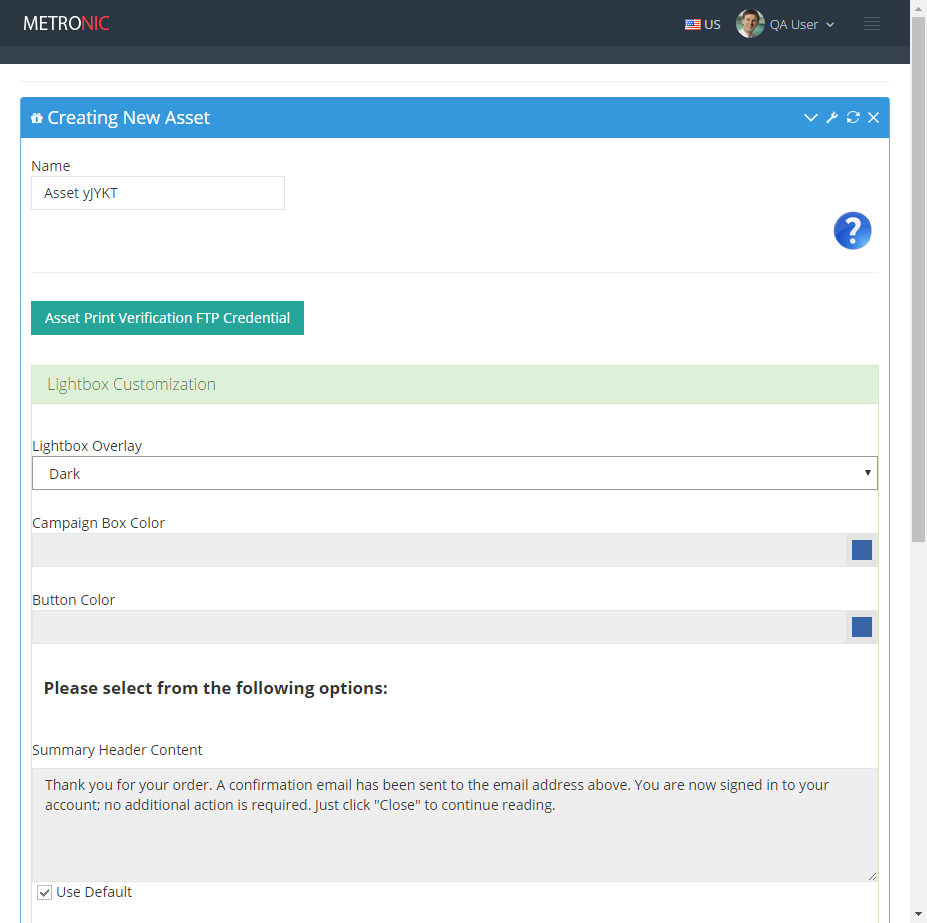 METRONIC
US
QA User
Creating New Asset
Name
Asset yJYKT
?
Asset Print Verification FTP Credential
Lightbox Customization
Lightbox Overlay
Dark
Campaign Box Color
Button Color
Please select from the following options:
Summary Header Content
Thank you for your order. A confirmation email has been sent to the email address above. You are now signed in to your
account; no additional action is required. Just click "Close" to continue reading.
Use Default